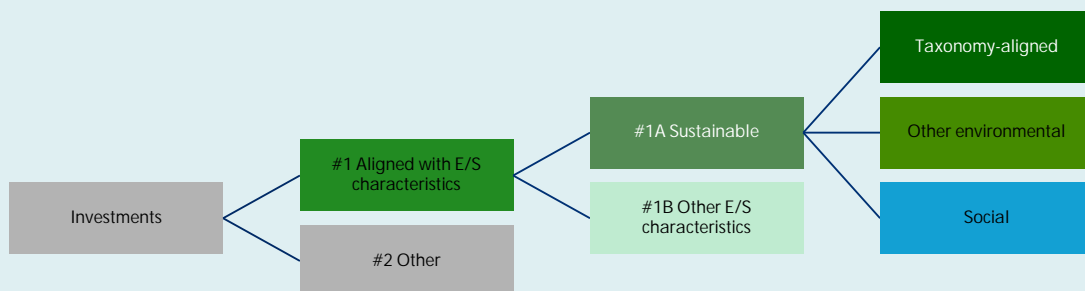 Investments
#1 Aligned with E/S
characteristics
#2 Other
#1A Sustainable
#1B Other E/S
characteristics
Taxonomy-aligned
Other environmental
Social